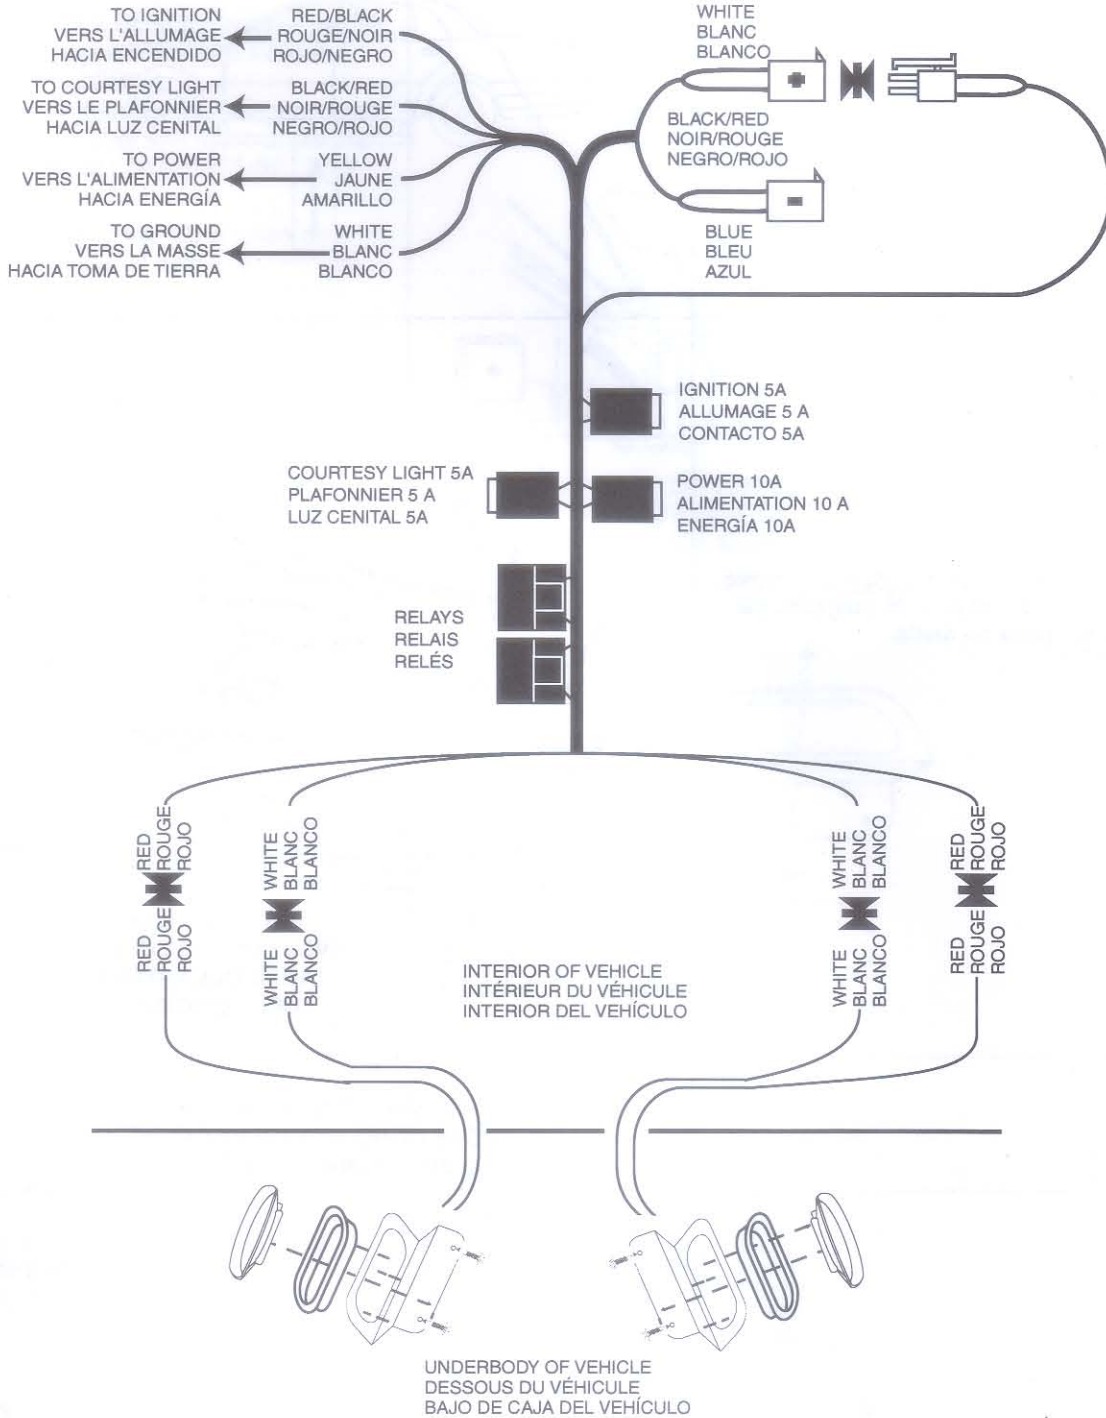 TO IGNITION
VERS L'ALLUMAGE
HACIA ENCENDIDO
RED/BLACK
ROUGE/NOIR
ROJO/NEGRO
TO COURTESY LIGHT
VERS LE PLAFONNIER
HACIA LUZ CENITAL
BLACK/RED
NOIR/ROUGE
NEGRO/ROJO
TO POWER
VERS L'ALIMENTATION
HACIA ENERGÍA
YELLOW
JAUNE
AMARILLO
TO GROUND
VERS LA MASSE
HACIA TOMA DE TIERRA
WHITE
BLANC
BLANCO
WHITE
BLANC
BLANCO
BLACK/RED
NOIR/ROUGE
NEGRO/ROJO
BLUE
BLEU
AZUL
IGNITION 5A
ALLUMAGE 5 A
CONTACTO 5A
COURTESY LIGHT 5A
PLAFONNIER 5 A
LUZ CENITAL 5A
POWER 10A
ALIMENTATION 10 A
ENERGÍA 10A
RELAYS
RELAIS
RELÉS
RED
ROUGE
ROJO
WHITE
BLANC
BLANCO
WHITE
BLANC
BLANCO
RED
ROUGE
ROJO
RED
ROUGE
ROJO
WHITE
BLANC
BLANCO
WHITE
BLANC
BLANCO
RED
ROUGE
ROJO
INTERIOR OF VEHICLE
INTÉRIEUR DU VÉHICULE
INTERIOR DEL VEHÍCULO
UNDERBODY OF VEHICLE
DESSOUS DU VÉHICULE
BAJO DE CAJA DEL VEHÍCULO